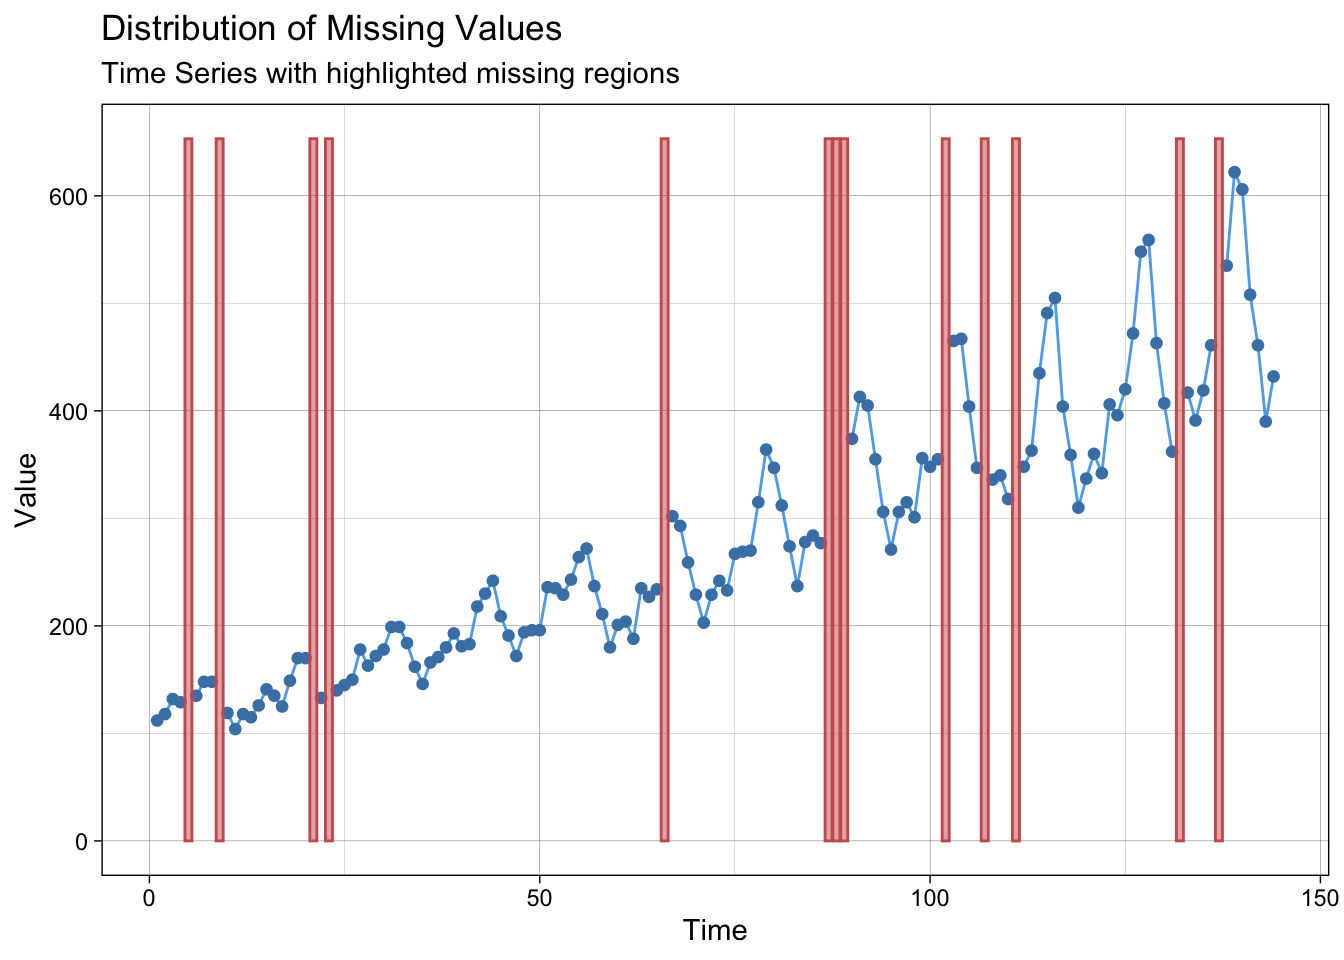 Distribution of Missing Values
Time Series with highlighted missing regions
600
400
200
0
Value
0 50 100 150
Time